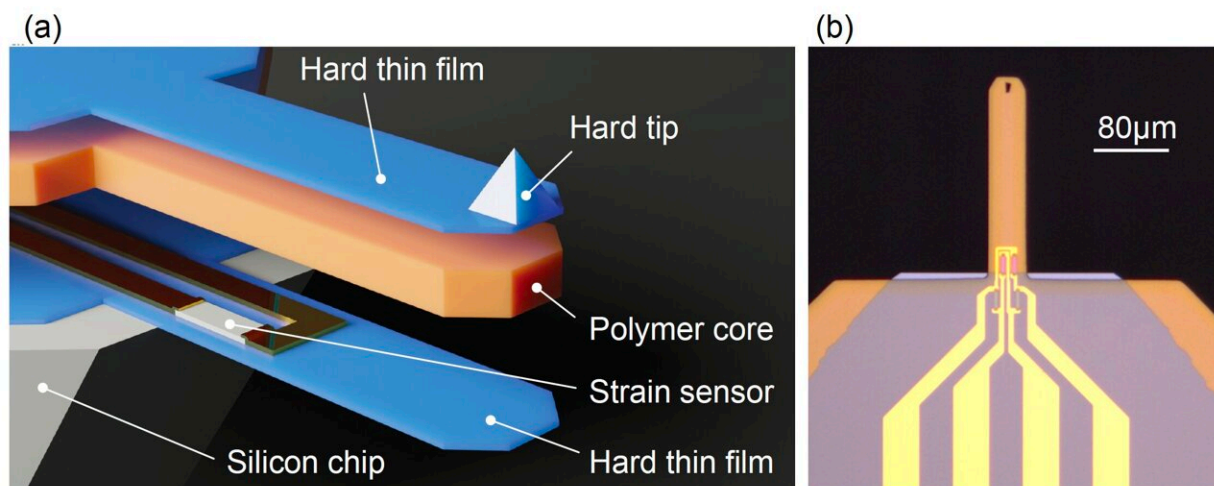 (a)
Hard thin film
Hard tip
Polymer core
Strain sensor
Silicon chip
Hard thin film
(b)
80µm